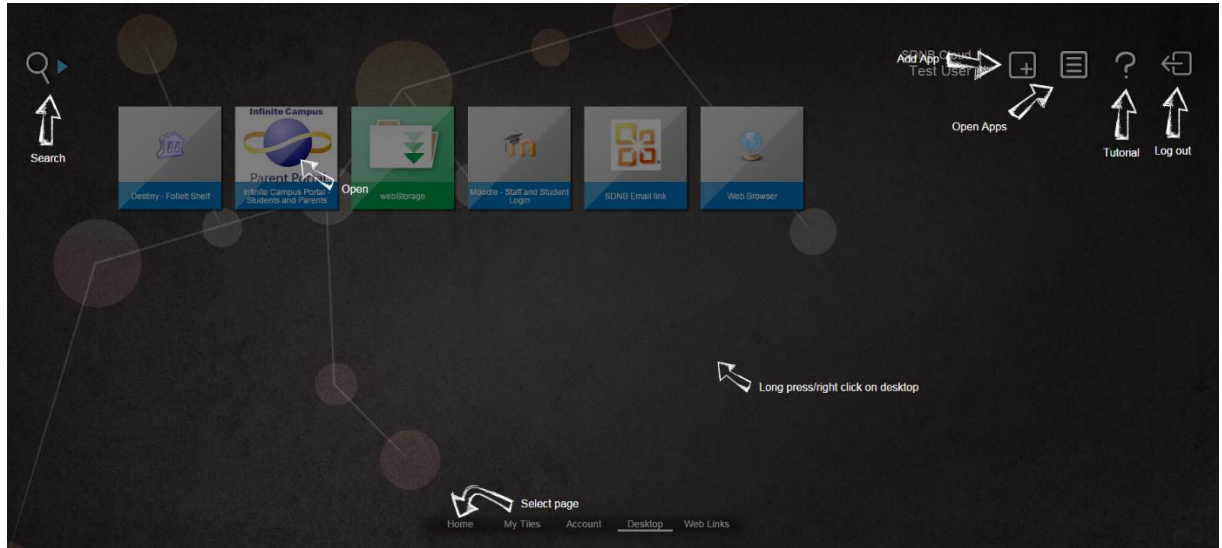 SDNB Cloud
Add App
Test User
Open Apps
Search
Tutorial
Log out
Infinite Campus
Parent Portal
Open
Destiny - Follett Shelf
Infinite Campus Portal -
Students and Parents
webStorage
Moodle - Staff and Student
Login
SDNB Email link
Web Browser
Long press/right click on desktop
Select page
Home
My Tiles
Account
Desktop
Web Links